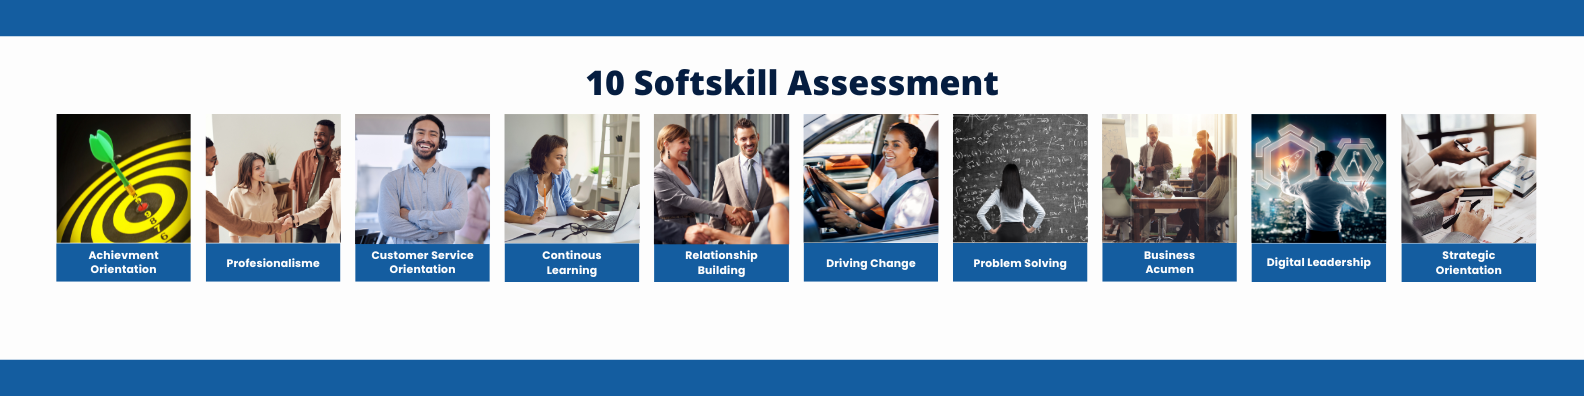 10 Softskill Assessment
Achievment
Orientation
Profesionalisme
Customer Service
Orientation
Continous
Learning
Relationship
Building
Driving Change
Problem Solving
Business
Acumen
Digital Leadership
Strategic
Orientation